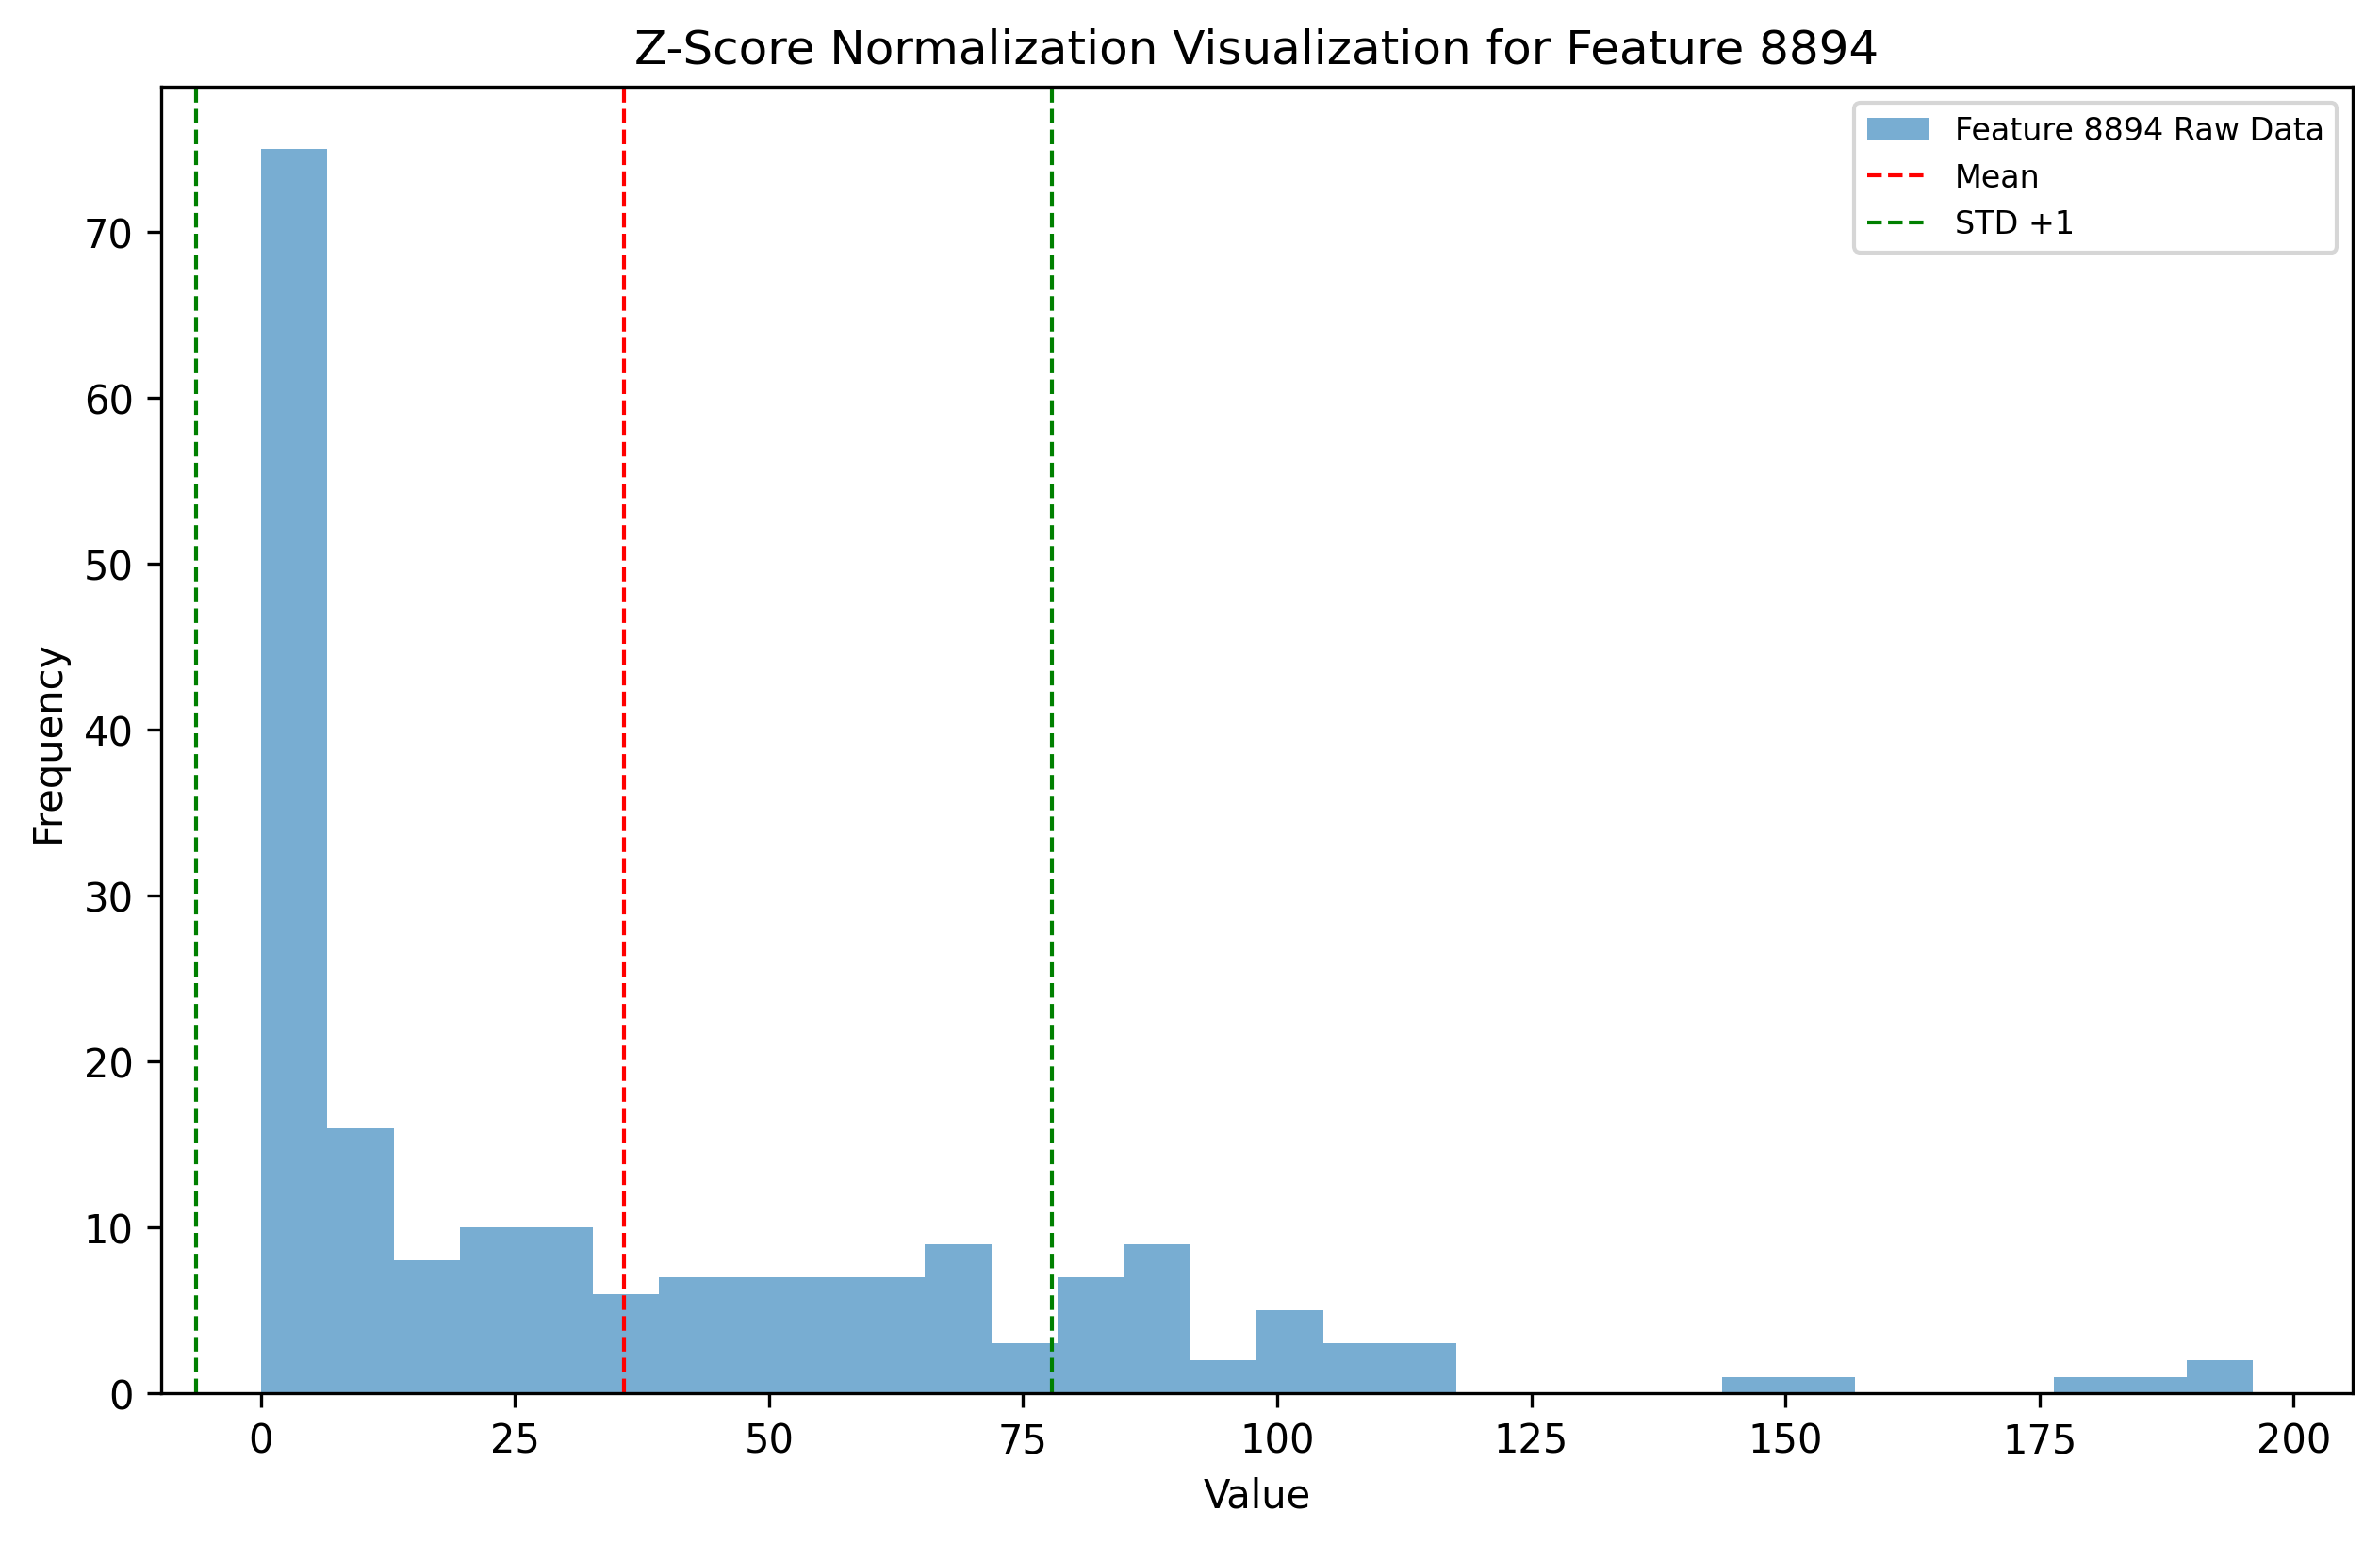 Z-Score Normalization Visualization for Feature 8894
Feature 8894 Raw Data
Mean
STD +1
Frequency
70
60
50
40
30
20
10
0
0 25 50 75 100 125 150 175 200
Value